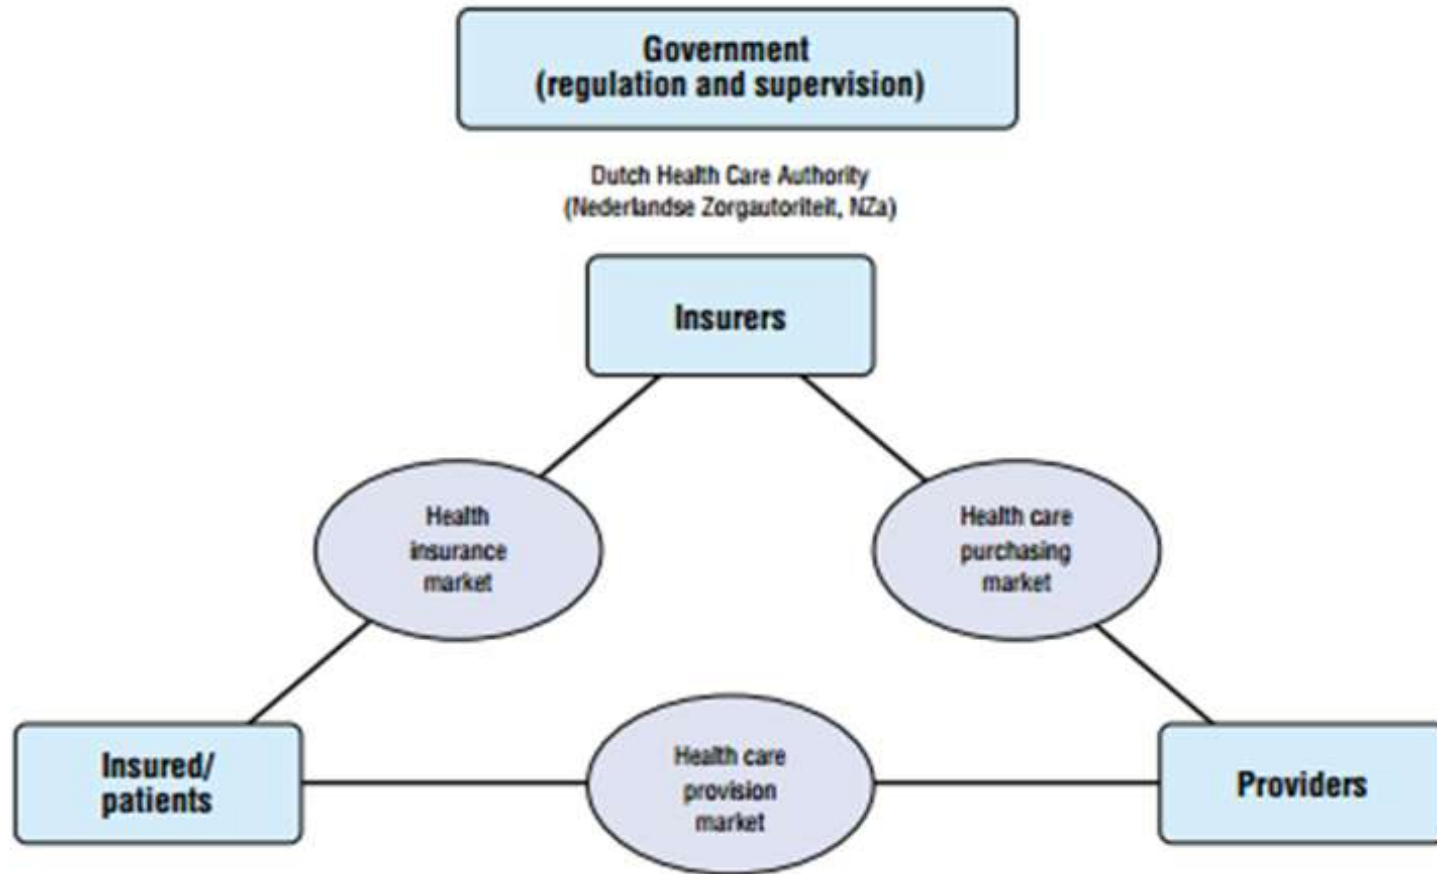 Government
(regulation and supervision)
Dutch Health Care Authority
(Nederlandse Zorgautoriteit, NZa)
Insurers
Health
insurance
market
Health care
purchasing
market
Insured/
patients
Health care
provision
market
Providers